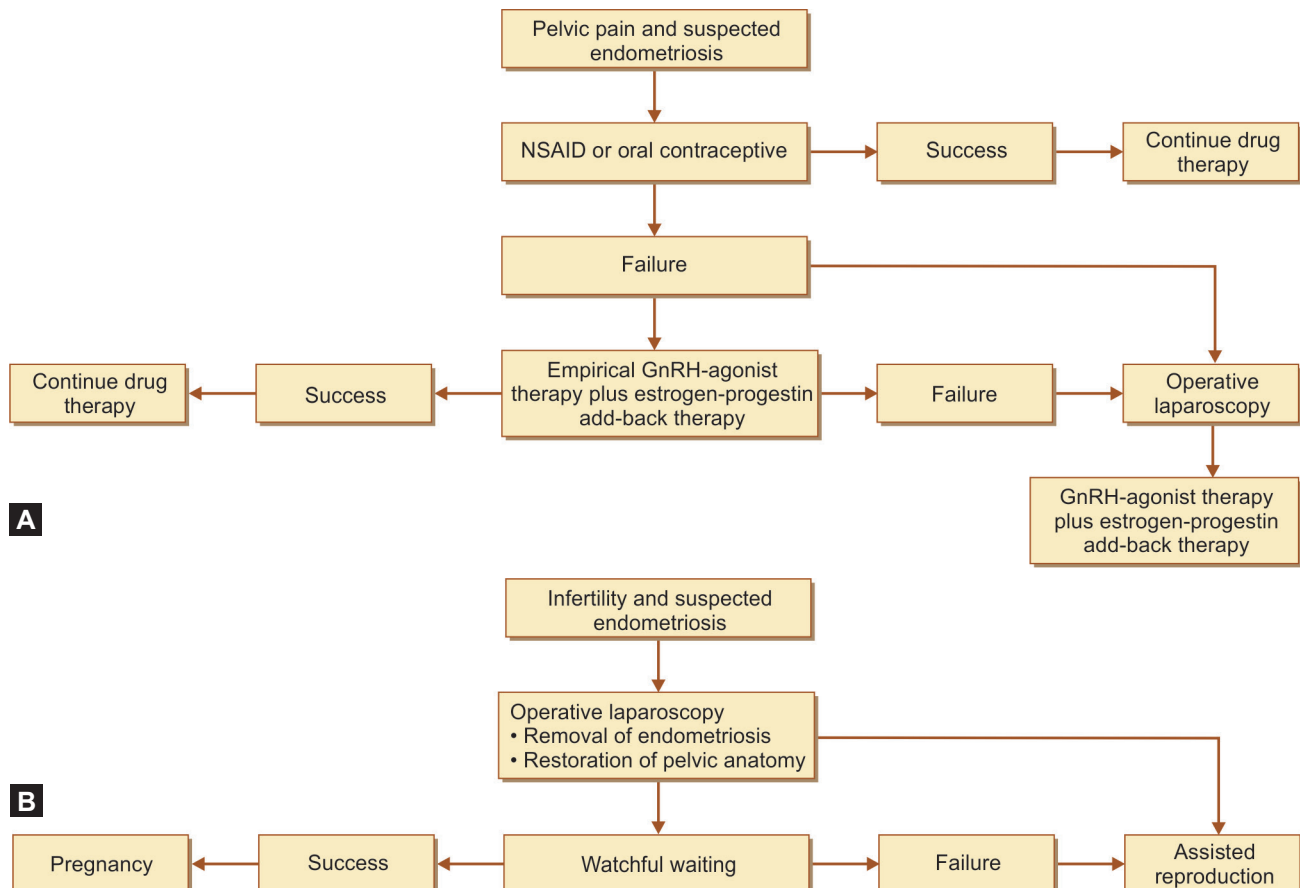 Pelvic pain and suspected
endometriosis
NSAID or oral contraceptive
Success
Continue drug
therapy
Failure
Continue drug
therapy
Success
Empirical GnRH-agonist
therapy plus estrogen-progestin
add-back therapy
Failure
Operative
laparoscopy
GnRH-agonist therapy
plus estrogen-progestin
add-back therapy
A
Infertility and suspected
endometriosis
Operative laparoscopy
• Removal of endometriosis
• Restoration of pelvic anatomy
B
Pregnancy
Success
Watchful waiting
Failure
Assisted
reproduction